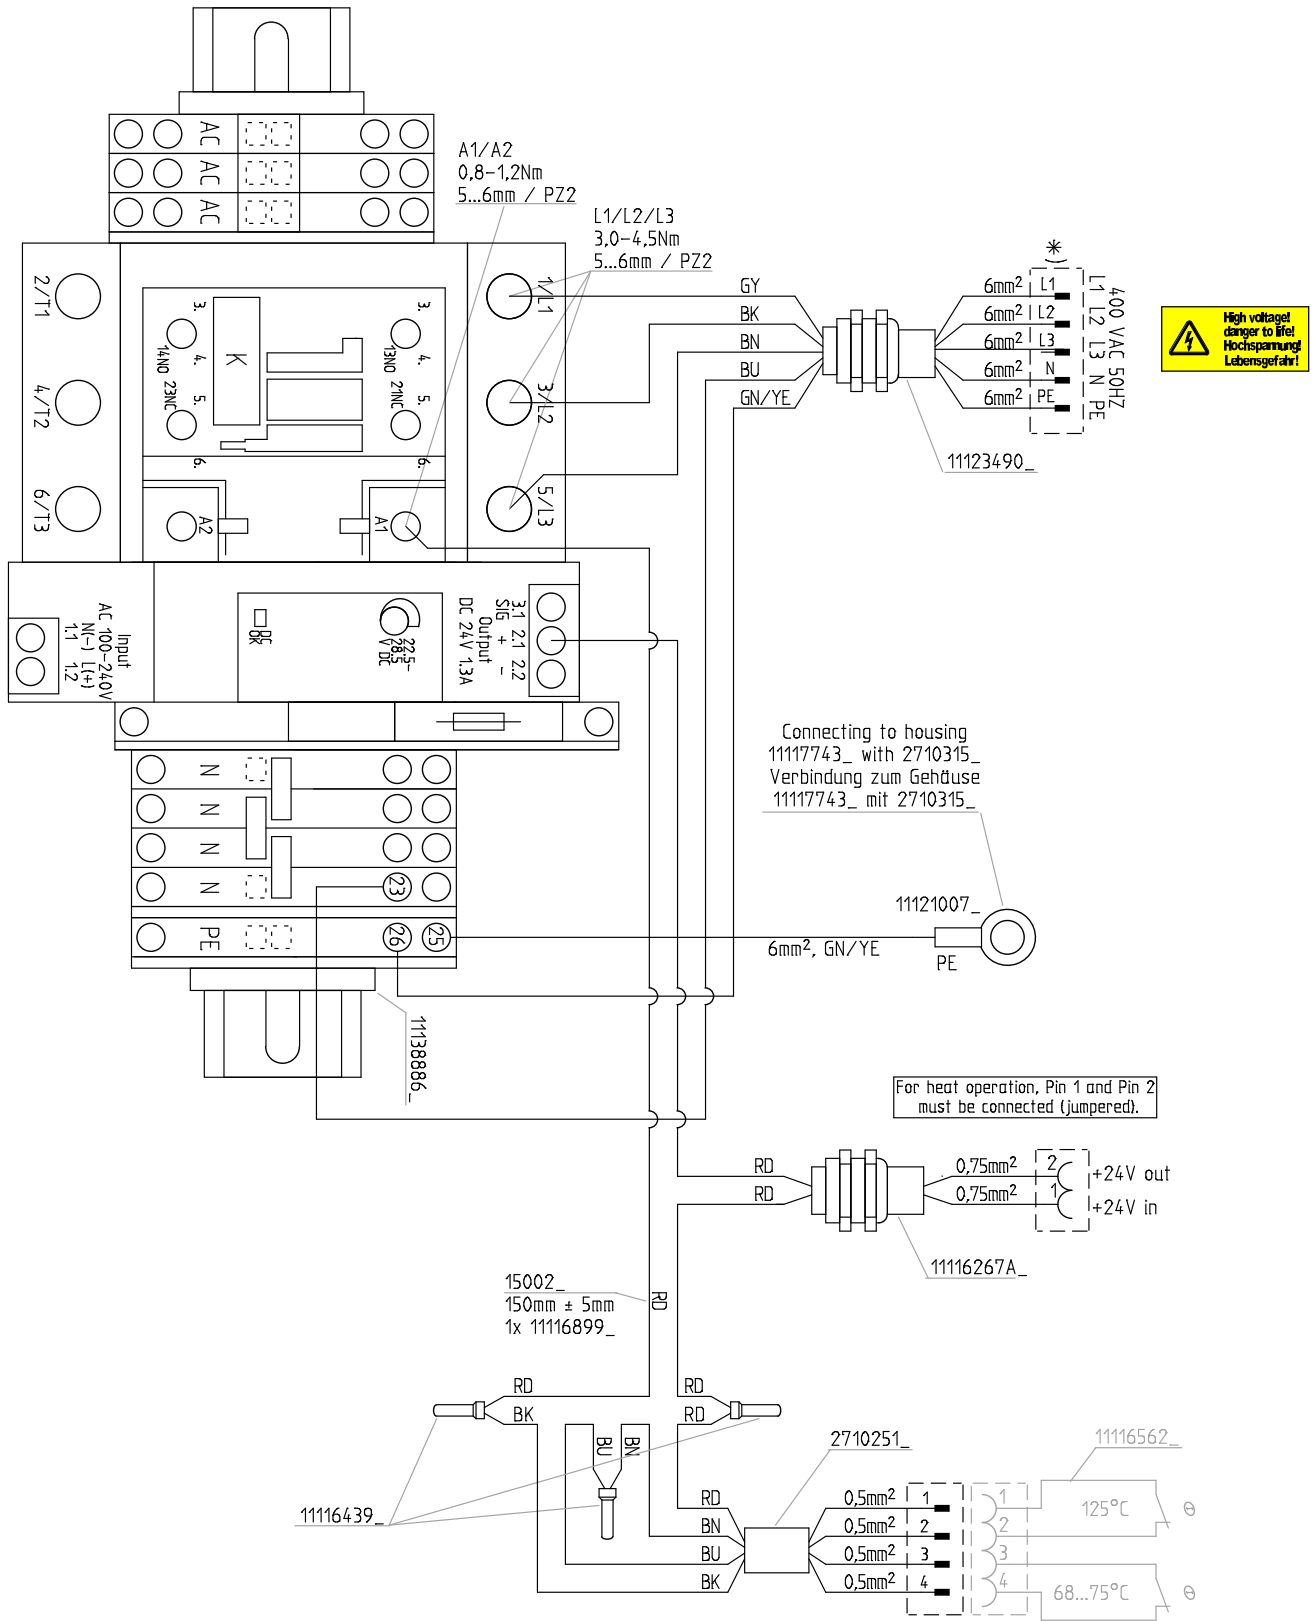 AC
AC
AC
A1/A2
0,8-1,2Nm
5...6mm / PZ2
L1/L2/L3
3,0-4,5Nm
5...6mm / PZ2
2/T1
4/T2
6/T3
1/L1
3/L2
5/L3
3.
4.
14NO 23NC
5.
6.
K
3.
4.
13NO 21NC
5.
6.
A2
A1
GY
BK
BN
BU
GN/YE
6mm² L1
6mm² L2
6mm² L3
6mm² N
6mm² PE
*
L1 L2 L3 N PE
400 VAC 50HZ
High voltage!
danger to life!
Hochspannung!
Lebensgefahr!
11123490_
Input
AC 100-240V
N(-) L(+)
1.1 1.2
DC
OK
22.5-
28.5
V DC
3.1 2.1 2.2
SIG + -
Output
DC 24V 1.3A
N
N
N
N
23
PE
26
25
11138886_
Connecting to housing
11117743_ with 2710315_
Verbindung zum Gehäuse
11117743_ mit 2710315_
11121007_
6mm², GN/YE
PE
For heat operation, Pin 1 and Pin 2
must be connected (jumpered).
RD
RD
0,75mm² 2 +24V out
0,75mm² 1 +24V in
11116267A_
15002_
150mm ± 5mm
1x 11116899_
RD
RD
BK
RD
RD
BU
BN
11116439_
2710251_
11116562_
RD
BN
BU
BK
0,5mm² 1
0,5mm² 2
0,5mm² 3
0,5mm² 4
1
2
3
4
125°C
68...75°C